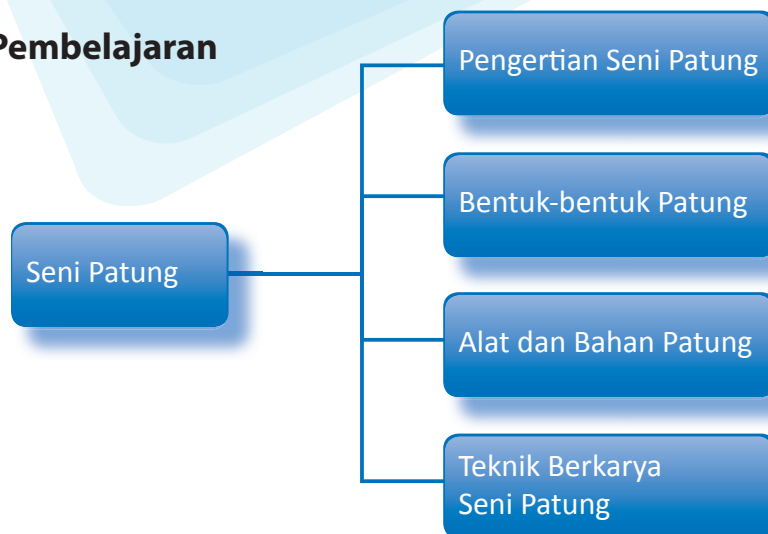 Pembelajaran
Pengertian Seni Patung
Bentuk-bentuk Patung
Seni Patung
Alat dan Bahan Patung
Teknik Berkarya
Seni Patung